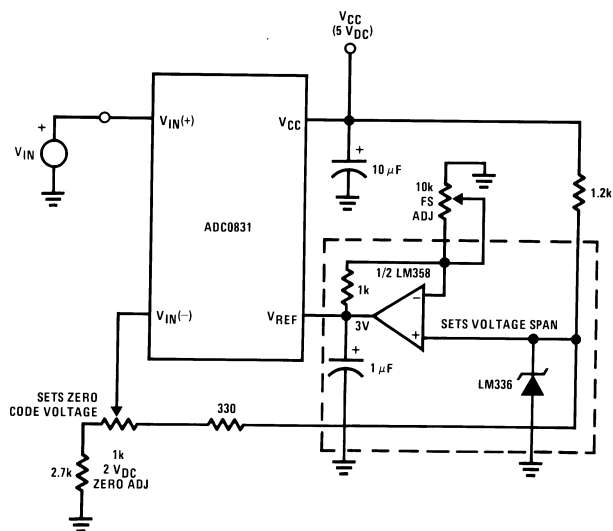 VCC
(5 VDC)
VIN(+)
VCC
+
VIN
+
10 μF
10k
FS
ADJ
1.2k
ADC0831
1/2 LM358
1k
−
VIN(−)
VREF
3V
+
SETS VOLTAGE SPAN
+
1 μF
LM336
SETS ZERO
CODE VOLTAGE
330
1k
2 VDC
ZERO ADJ
2.7k